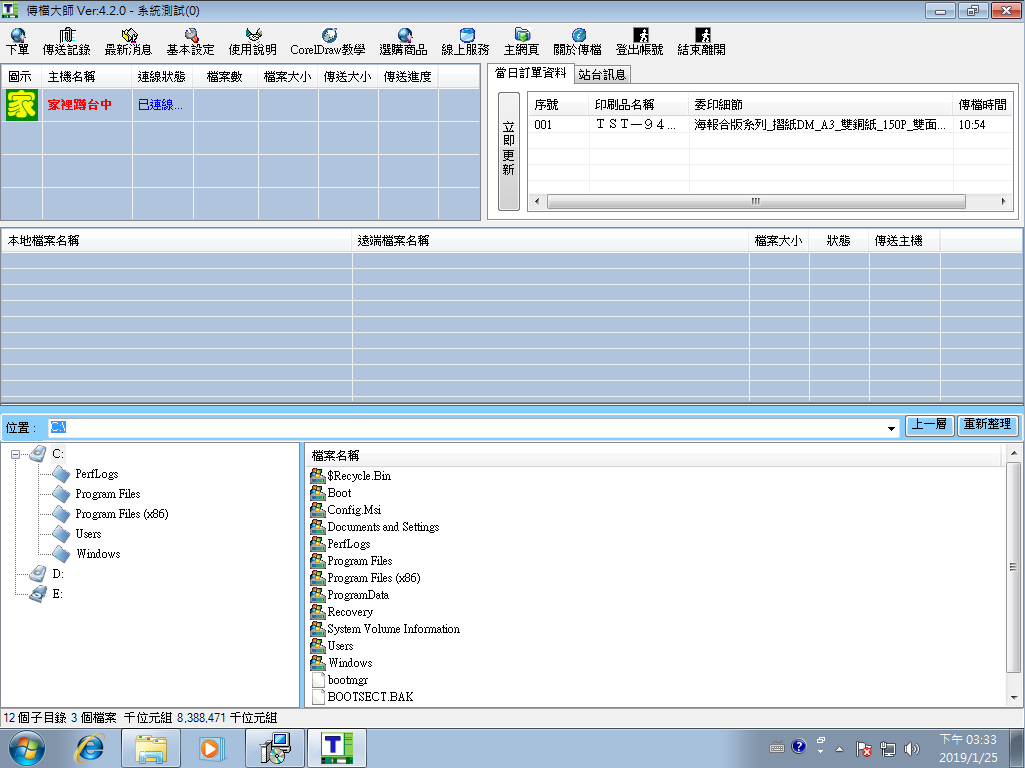 傳檔大師 Ver:4.2.0 - 系統測試(0)
下單 傳送記錄 最新消息 基本設定 使用說明 CorelDraw教學 選購商品 線上服務 主網頁 關於傳檔 登出帳號 結束離開
圖示 主機名稱 連線狀態 檔案數 檔案大小 傳送大小 傳送進度
家 家裡蹲台中 已連線...
當日訂單資料 站台訊息
立即更新
序號 印刷品名稱 委印細節 傳檔時間
001 ＴＳＴ－９４... 海報合版系列_摺紙DM_A3_雙銅紙_150P_雙面... 10:54
本地檔案名稱 遠端檔案名稱 檔案大小 狀態 傳送主機
位置： C:\ 上一層 重新整理
C:
PerfLogs
Program Files
Program Files (x86)
Users
Windows
D:
E:
檔案名稱
$Recycle.Bin
Boot
Config.Msi
Documents and Settings
PerfLogs
Program Files
Program Files (x86)
ProgramData
Recovery
System Volume Information
Users
Windows
bootmgr
BOOTSECT.BAK
12 個子目錄 3 個檔案 千位元組 8,388,471 千位元組
下午 03:33
2019/1/25